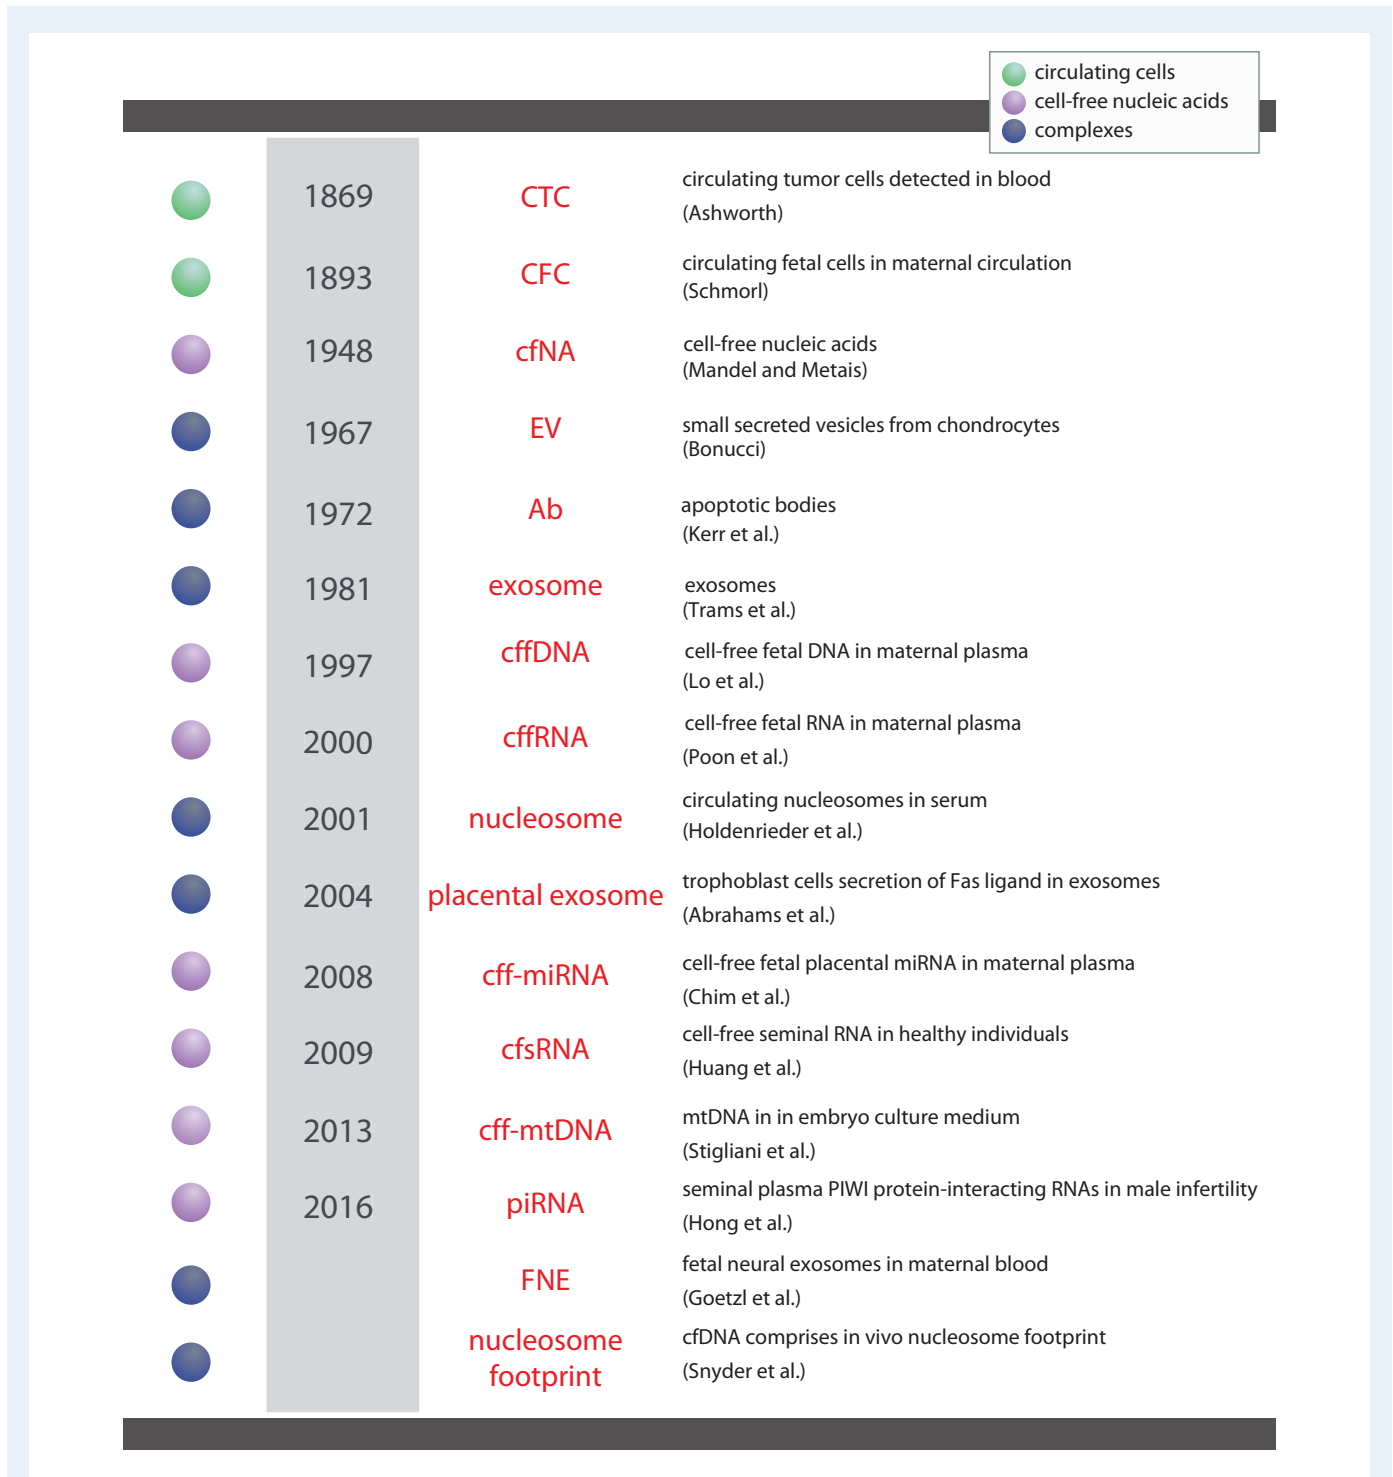 circulating cells
cell-free nucleic acids
complexes
1869 CTC circulating tumor cells detected in blood
(Ashworth)
1893 CFC circulating fetal cells in maternal circulation
(Schmorl)
1948 cfNA cell-free nucleic acids
(Mandel and Metais)
1967 EV small secreted vesicles from chondrocytes
(Bonucci)
1972 Ab apoptotic bodies
(Kerr et al.)
1981 exosome exosomes
(Trams et al.)
1997 cffDNA cell-free fetal DNA in maternal plasma
(Lo et al.)
2000 cffRNA cell-free fetal RNA in maternal plasma
(Poon et al.)
2001 nucleosome circulating nucleosomes in serum
(Holdenrieder et al.)
2004 placental exosome trophoblast cells secretion of Fas ligand in exosomes
(Abrahams et al.)
2008 cff-miRNA cell-free fetal placental miRNA in maternal plasma
(Chim et al.)
2009 cfsRNA cell-free seminal RNA in healthy individuals
(Huang et al.)
2013 cff-mtDNA mtDNA in in embryo culture medium
(Stigliani et al.)
2016 piRNA seminal plasma PIWI protein-interacting RNAs in male infertility
(Hong et al.)
FNE fetal neural exosomes in maternal blood
(Goetzl et al.)
nucleosome cfDNA comprises in vivo nucleosome footprint
footprint (Snyder et al.)